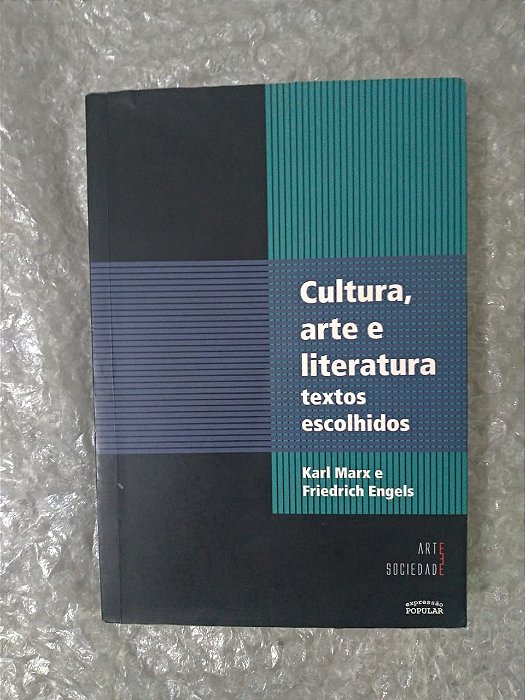 Cultura,
arte e
literatura
textos
escolhidos
Karl Marx e
Friedrich Engels
ARTE
E
SOCIEDADE
expressão
POPULAR